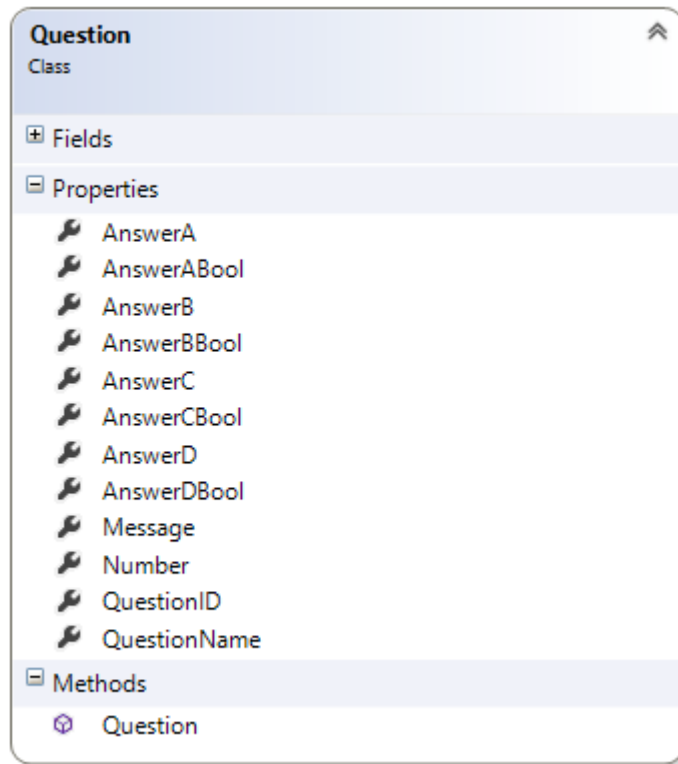 Question
Class
Fields
Properties
AnswerA
AnswerABool
AnswerB
AnswerBBool
AnswerC
AnswerCBool
AnswerD
AnswerDBool
Message
Number
QuestionID
QuestionName
Methods
Question